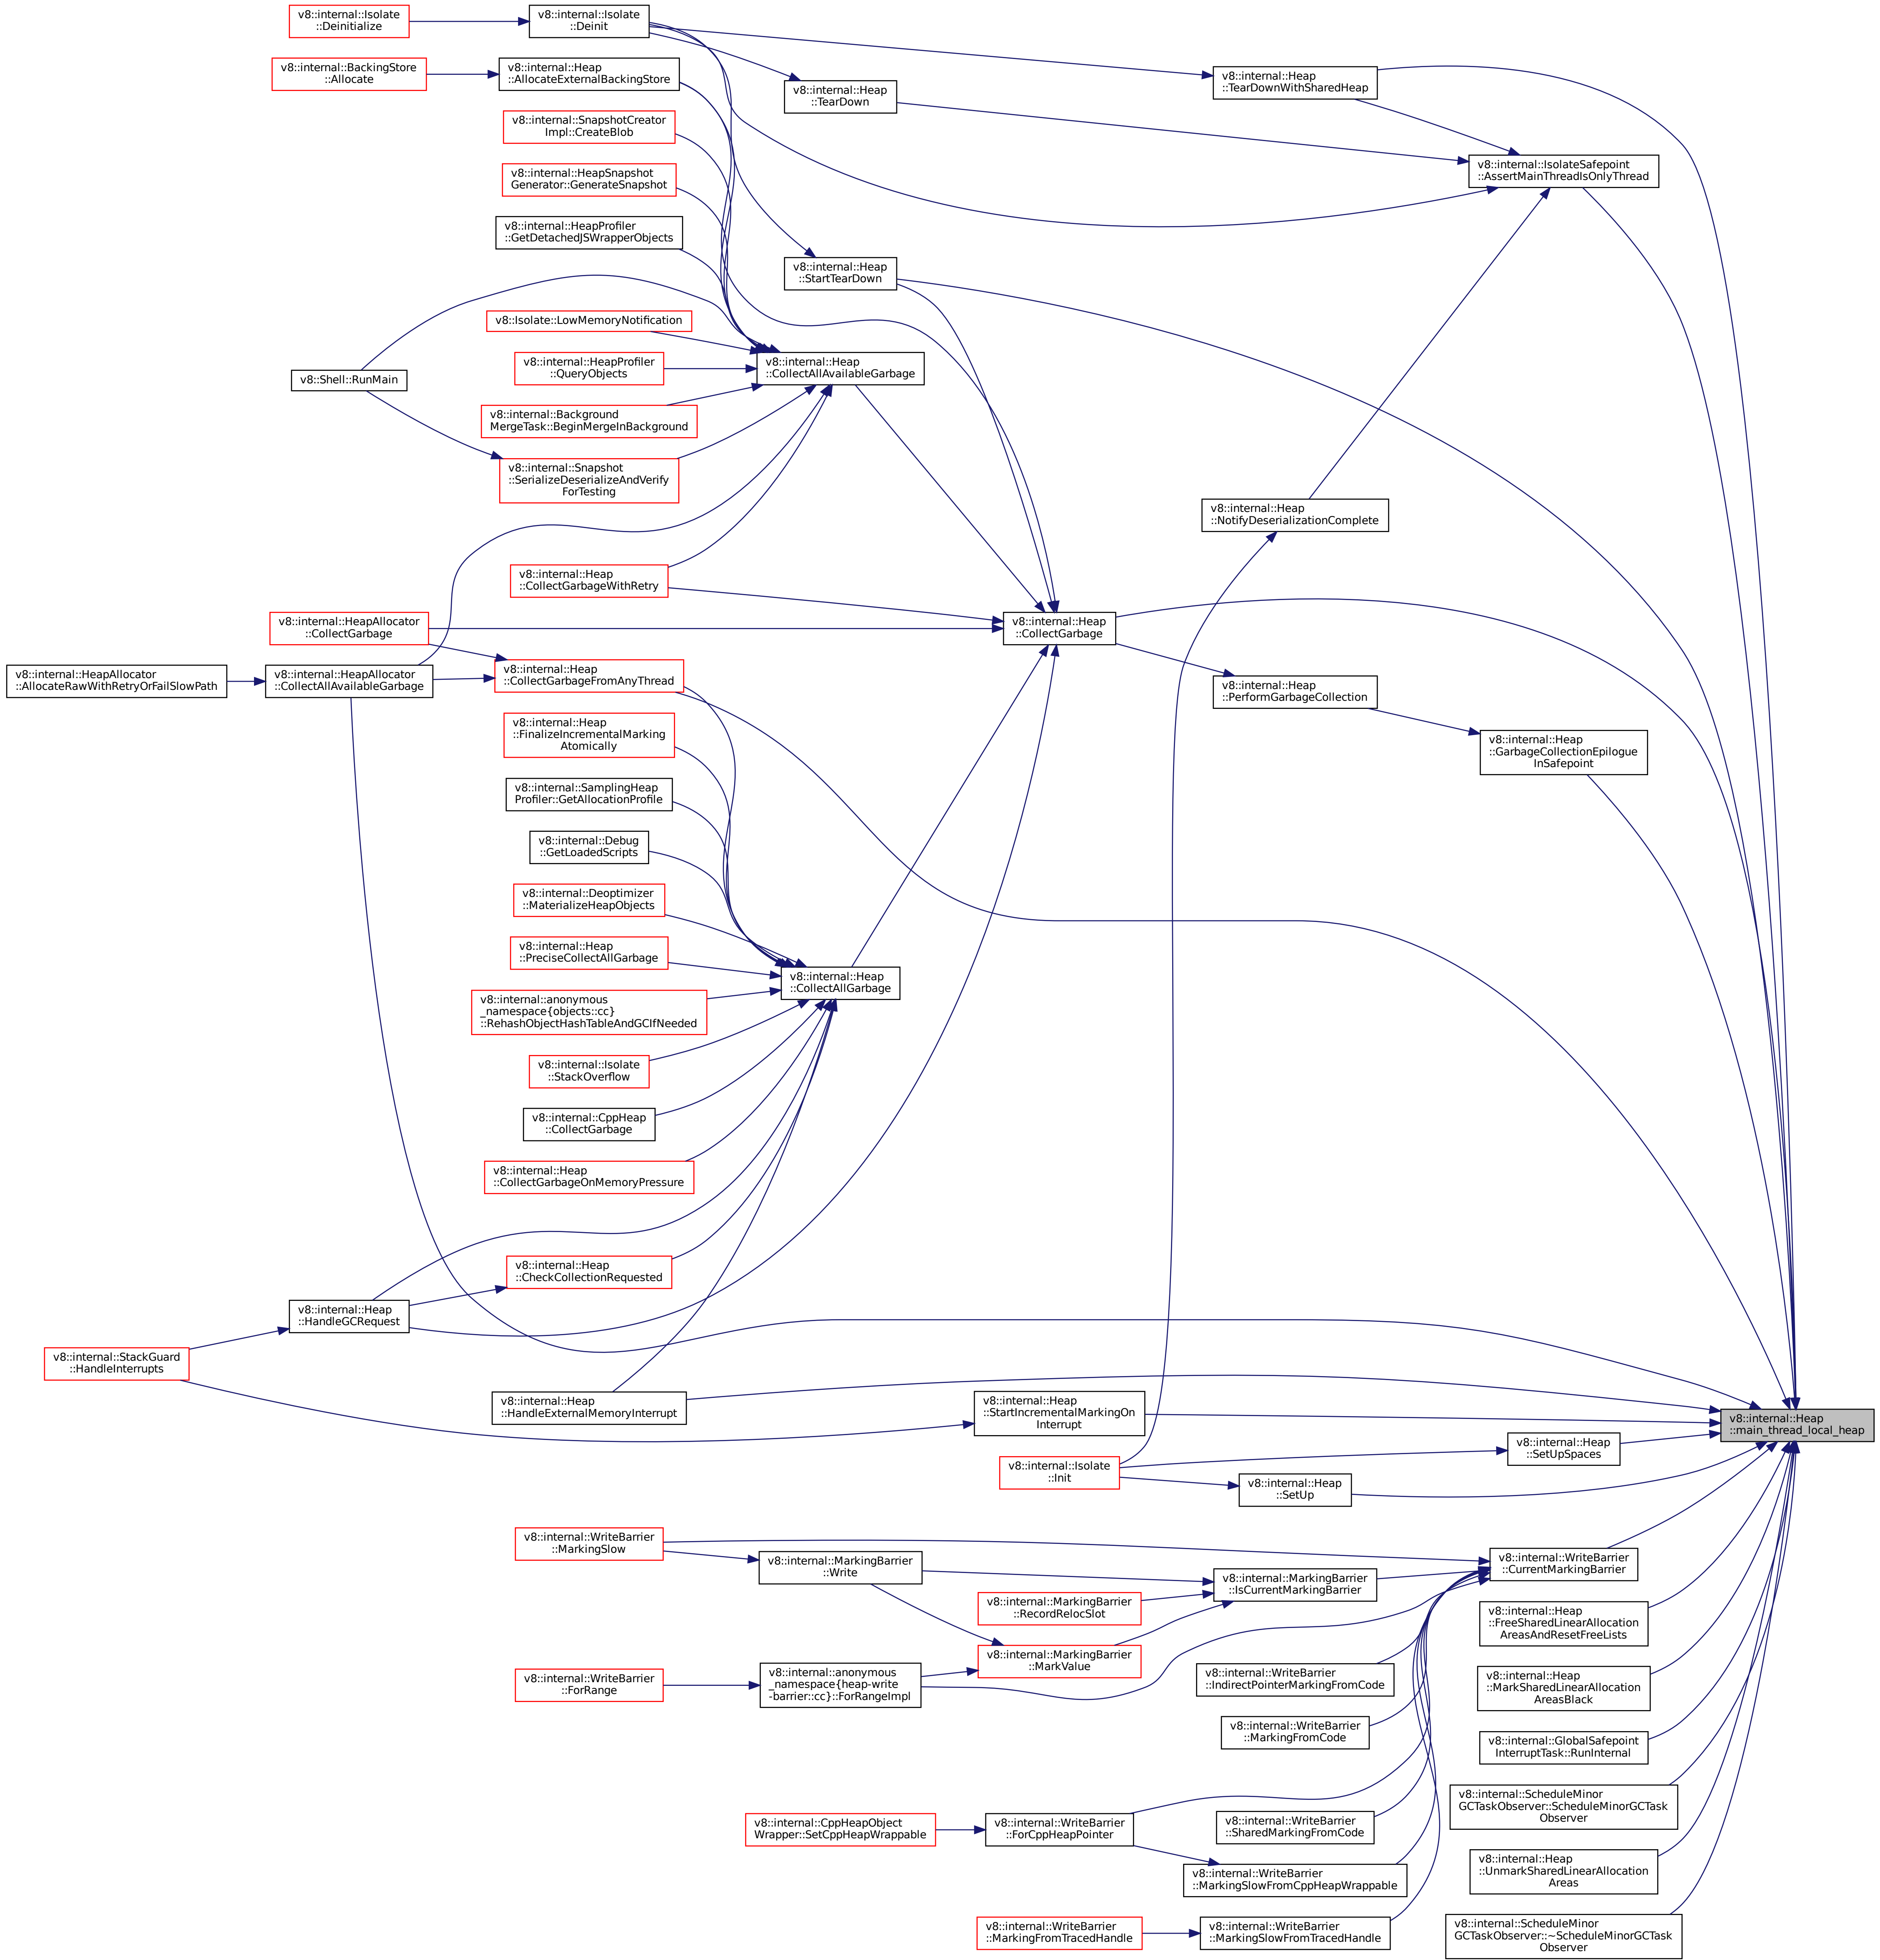 v8::internal::Isolate
::Deinitialize
v8::internal::Isolate
::Deinit
v8::internal::BackingStore
::Allocate
v8::internal::Heap
::AllocateExternalBackingStore
v8::internal::Heap
::TearDown
v8::internal::Heap
::TearDownWithSharedHeap
v8::internal::SnapshotCreator
Impl::CreateBlob
v8::internal::IsolateSafepoint
::AssertMainThreadIsOnlyThread
v8::internal::HeapSnapshot
Generator::GenerateSnapshot
v8::internal::HeapProfiler
::GetDetachedJSWrapperObjects
v8::internal::Heap
::StartTearDown
v8::Isolate::LowMemoryNotification
v8::internal::HeapProfiler
::QueryObjects
v8::internal::Heap
::CollectAllAvailableGarbage
v8::Shell::RunMain
v8::internal::Background
MergeTask::BeginMergeInBackground
v8::internal::Snapshot
::SerializeDeserializeAndVerify
ForTesting
v8::internal::Heap
::NotifyDeserializationComplete
v8::internal::Heap
::CollectGarbageWithRetry
v8::internal::HeapAllocator
::CollectGarbage
v8::internal::Heap
::CollectGarbage
v8::internal::HeapAllocator
::AllocateRawWithRetryOrFailSlowPath
v8::internal::HeapAllocator
::CollectAllAvailableGarbage
v8::internal::Heap
::CollectGarbageFromAnyThread
v8::internal::Heap
::PerformGarbageCollection
v8::internal::Heap
::FinalizeIncrementalMarking
Atomically
v8::internal::Heap
::GarbageCollectionEpilogue
InSafepoint
v8::internal::SamplingHeap
Profiler::GetAllocationProfile
v8::internal::Debug
::GetLoadedScripts
v8::internal::Deoptimizer
::MaterializeHeapObjects
v8::internal::Heap
::PreciseCollectAllGarbage
v8::internal::Heap
::CollectAllGarbage
v8::internal::anonymous
_namespace{objects::cc}
::RehashObjectHashTableAndGCIfNeeded
v8::internal::Isolate
::StackOverflow
v8::internal::CppHeap
::CollectGarbage
v8::internal::Heap
::CollectGarbageOnMemoryPressure
v8::internal::Heap
::CheckCollectionRequested
v8::internal::Heap
::HandleGCRequest
v8::internal::StackGuard
::HandleInterrupts
v8::internal::Heap
::HandleExternalMemoryInterrupt
v8::internal::Heap
::StartIncrementalMarkingOn
Interrupt
v8::internal::Heap
::main_thread_local_heap
v8::internal::Heap
::SetUpSpaces
v8::internal::Isolate
::Init
v8::internal::Heap
::SetUp
v8::internal::WriteBarrier
::MarkingSlow
v8::internal::MarkingBarrier
::Write
v8::internal::WriteBarrier
::CurrentMarkingBarrier
v8::internal::MarkingBarrier
::IsCurrentMarkingBarrier
v8::internal::MarkingBarrier
::RecordRelocSlot
v8::internal::Heap
::FreeSharedLinearAllocation
AreasAndResetFreeLists
v8::internal::MarkingBarrier
::MarkValue
v8::internal::WriteBarrier
::ForRange
v8::internal::anonymous
_namespace{heap-write
-barrier::cc}::ForRangeImpl
v8::internal::WriteBarrier
::IndirectPointerMarkingFromCode
v8::internal::Heap
::MarkSharedLinearAllocation
AreasBlack
v8::internal::WriteBarrier
::MarkingFromCode
v8::internal::GlobalSafepoint
InterruptTask::RunInternal
v8::internal::ScheduleMinor
GCTaskObserver::ScheduleMinorGCTask
Observer
v8::internal::CppHeapObject
Wrapper::SetCppHeapWrappable
v8::internal::WriteBarrier
::ForCppHeapPointer
v8::internal::WriteBarrier
::SharedMarkingFromCode
v8::internal::Heap
::UnmarkSharedLinearAllocation
Areas
v8::internal::WriteBarrier
::MarkingSlowFromCppHeapWrappable
v8::internal::WriteBarrier
::MarkingFromTracedHandle
v8::internal::WriteBarrier
::MarkingSlowFromTracedHandle
v8::internal::ScheduleMinor
GCTaskObserver::~ScheduleMinorGCTask
Observer